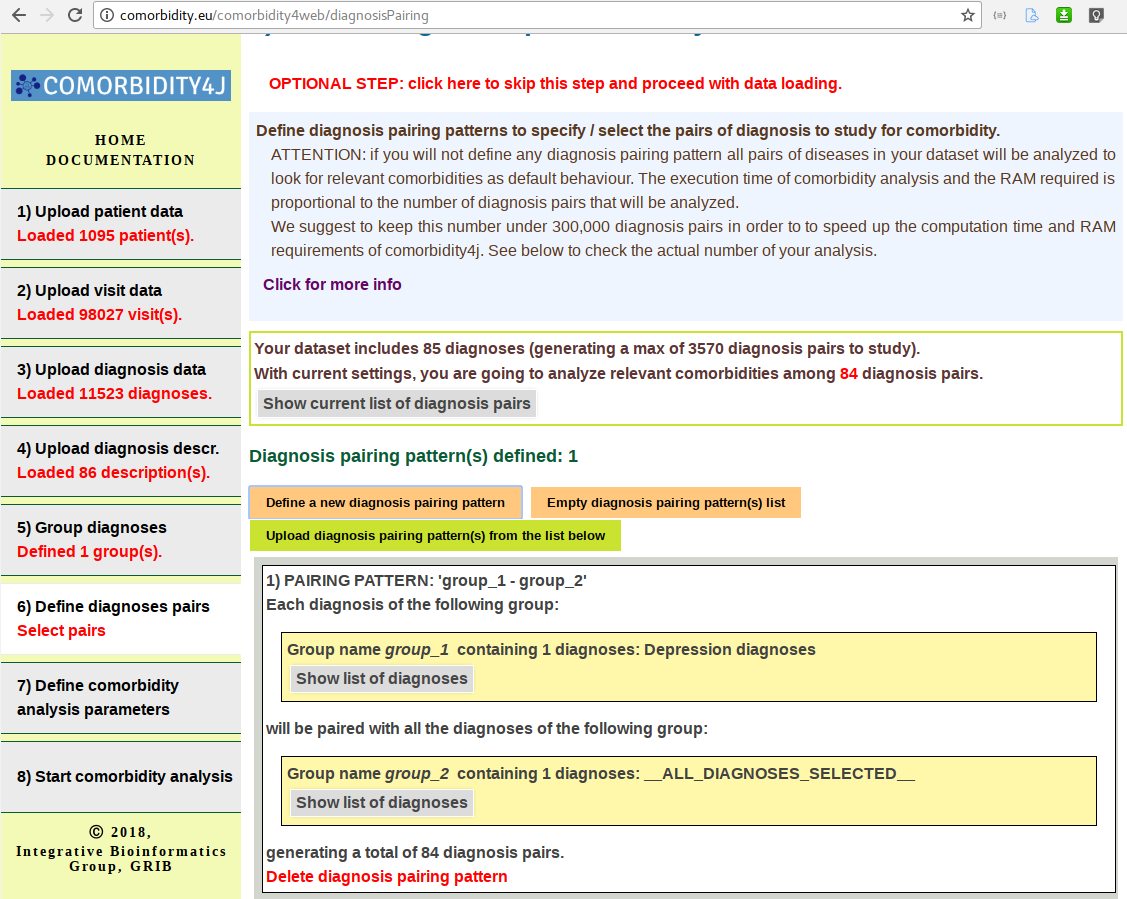 comorbidity.eu/comorbidity4web/diagnosisPairing
COMORBIDITY4J
HOME
DOCUMENTATION
1) Upload patient data
Loaded 1095 patient(s).
2) Upload visit data
Loaded 98027 visit(s).
3) Upload diagnosis data
Loaded 11523 diagnoses.
4) Upload diagnosis descr.
Loaded 86 description(s).
5) Group diagnoses
Defined 1 group(s).
6) Define diagnoses pairs
Select pairs
7) Define comorbidity
analysis parameters
8) Start comorbidity analysis
© 2018,
Integrative Bioinformatics
Group, GRIB
OPTIONAL STEP: click here to skip this step and proceed with data loading.
Define diagnosis pairing patterns to specify / select the pairs of diagnosis to study for comorbidity.
ATTENTION: if you will not define any diagnosis pairing pattern all pairs of diseases in your dataset will be analyzed to
look for relevant comorbidities as default behaviour. The execution time of comorbidity analysis and the RAM required is
proportional to the number of diagnosis pairs that will be analyzed.
We suggest to keep this number under 300,000 diagnosis pairs in order to to speed up the computation time and RAM
requirements of comorbidity4j. See below to check the actual number of your analysis.
Click for more info
Your dataset includes 85 diagnoses (generating a max of 3570 diagnosis pairs to study).
With current settings, you are going to analyze relevant comorbidities among 84 diagnosis pairs.
Show current list of diagnosis pairs
Diagnosis pairing pattern(s) defined: 1
Define a new diagnosis pairing pattern
Empty diagnosis pairing pattern(s) list
Upload diagnosis pairing pattern(s) from the list below
1) PAIRING PATTERN: 'group_1 - group_2'
Each diagnosis of the following group:
Group name group_1 containing 1 diagnoses: Depression diagnoses
Show list of diagnoses
will be paired with all the diagnoses of the following group:
Group name group_2 containing 1 diagnoses: __ALL_DIAGNOSES_SELECTED__
Show list of diagnoses
generating a total of 84 diagnosis pairs.
Delete diagnosis pairing pattern